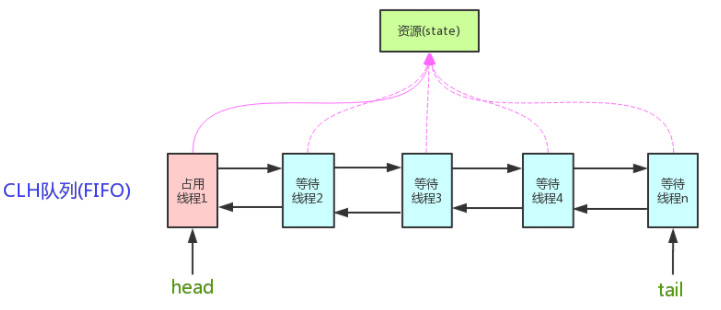 资源(state)
CLH队列(FIFO)
占用
线程1
等待
线程2
等待
线程3
等待
线程4
等待
线程n
head
tail